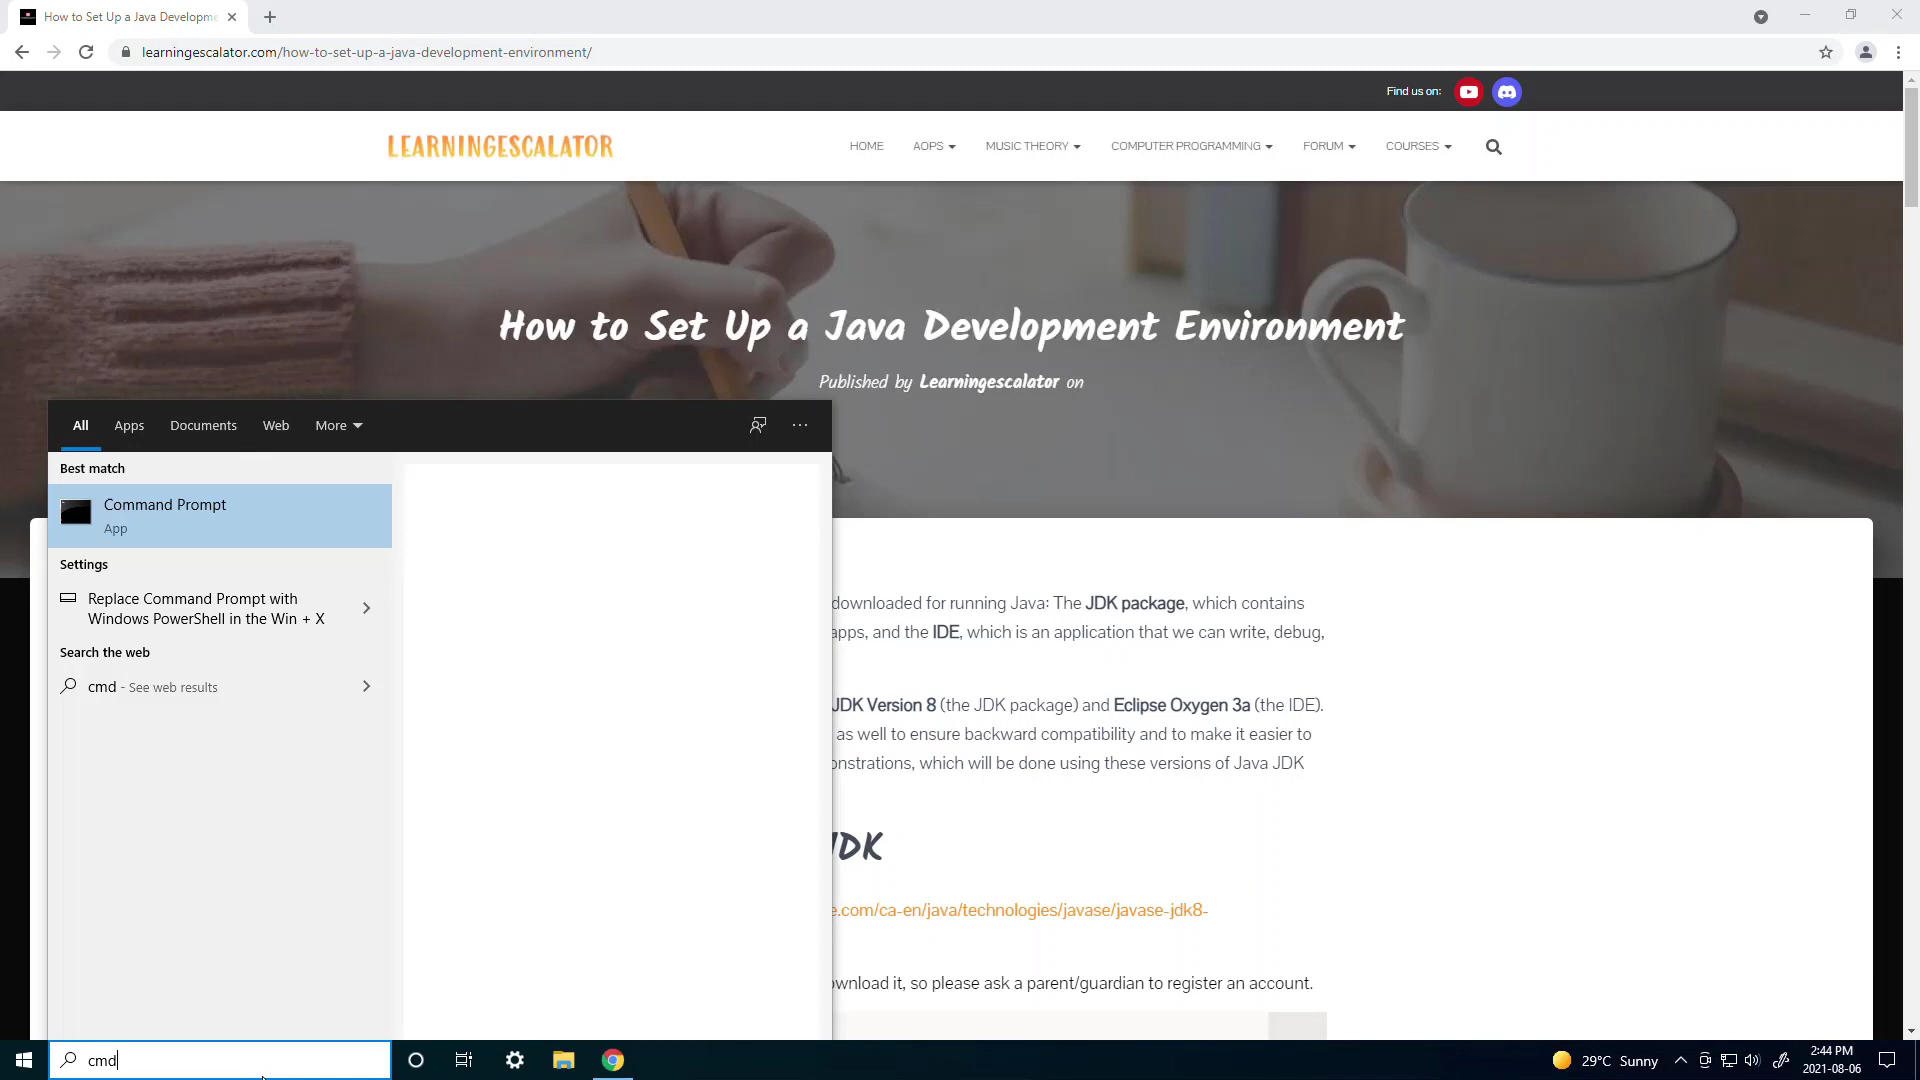 How to Set Up a Java Developme
learningescalator.com/how-to-set-up-a-java-development-environment/
Find us on:
LEARNINGESCALATOR
HOME
AOPS
MUSIC THEORY
COMPUTER PROGRAMMING
FORUM
COURSES
How to Set Up a Java Development Environment
Published by Learningescalator on
All
Apps
Documents
Web
More
Best match
Command Prompt
App
Settings
Replace Command Prompt with
Windows PowerShell in the Win + X
Search the web
cmd - See web results
downloaded for running Java: The JDK package, which contains
apps, and the IDE, which is an application that we can write, debug,
JDK Version 8 (the JDK package) and Eclipse Oxygen 3a (the IDE).
as well to ensure backward compatibility and to make it easier to
onstrations, which will be done using these versions of Java JDK
JDK
e.com/ca-en/java/technologies/javase/javase-jdk8-
ownload it, so please ask a parent/guardian to register an account.
cmd
29°C Sunny
2:44 PM
2021-08-06